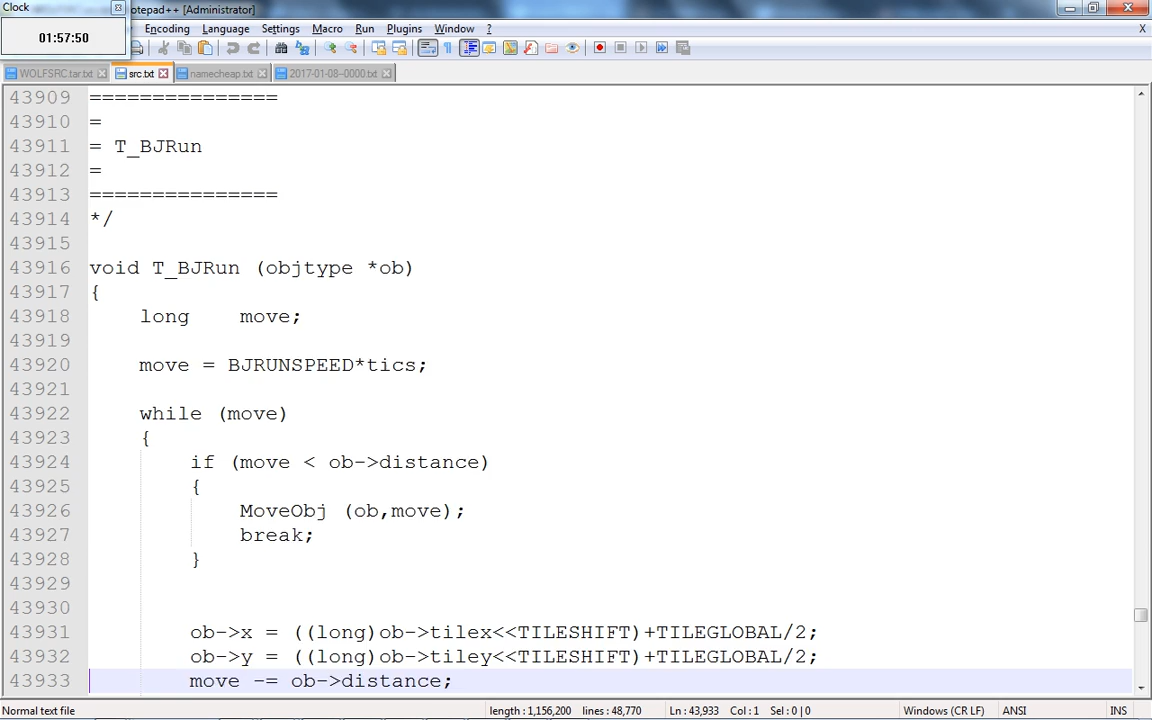 Clock
otepad++ [Administrator]
01:57:50
Encoding Language Settings Macro Run Plugins Window ?
X
WOLFSRC.tar.txt src.txt namecheap.txt 2017-01-08--0000.txt
43909 ===============
43910 =
43911 = T_BJRun
43912 =
43913 ===============
43914 */
43915
43916 void T_BJRun (objtype *ob)
43917 {
43918 long move;
43919
43920 move = BJRUNSPEED*tics;
43921
43922 while (move)
43923 {
43924 if (move < ob->distance)
43925 {
43926 MoveObj (ob,move);
43927 break;
43928 }
43929
43930
43931 ob->x = ((long)ob->tilex<<TILESHIFT)+TILEGLOBAL/2;
43932 ob->y = ((long)ob->tiley<<TILESHIFT)+TILEGLOBAL/2;
43933 move -= ob->distance;
Normal text file length : 1,156,200 lines : 48,770 Ln : 43,933 Col : 1 Sel : 0 | 0 Windows (CR LF) ANSI INS